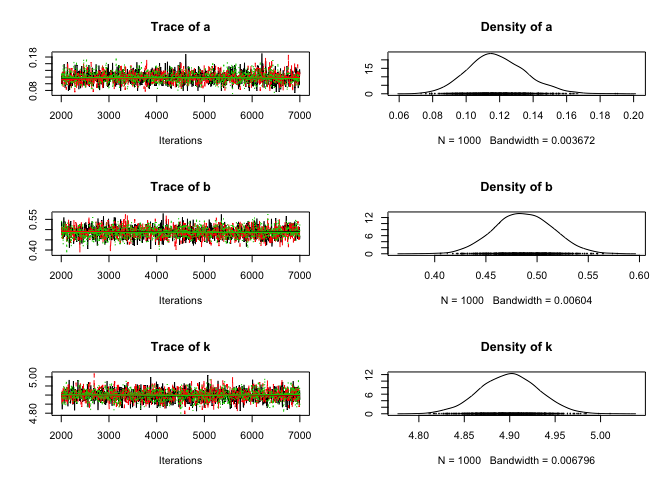 Trace of a
0.08 0.18
2000 3000 4000 5000 6000 7000
Iterations
Density of a
0 15
0.06 0.08 0.10 0.12 0.14 0.16 0.18 0.20
N = 1000 Bandwidth = 0.003672
Trace of b
0.40 0.55
2000 3000 4000 5000 6000 7000
Iterations
Density of b
0 6 12
0.40 0.45 0.50 0.55 0.60
N = 1000 Bandwidth = 0.00604
Trace of k
4.80 5.00
2000 3000 4000 5000 6000 7000
Iterations
Density of k
0 6 12
4.80 4.85 4.90 4.95 5.00
N = 1000 Bandwidth = 0.006796